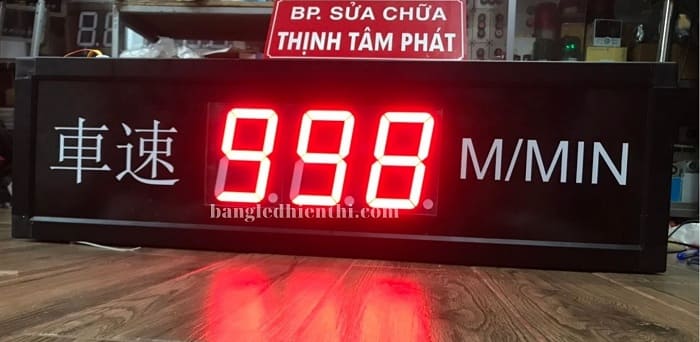 BP. SỬA CHỮA
THỊNH TÂM PHÁT
車速 998 M/MIN
bangledhienthi.com